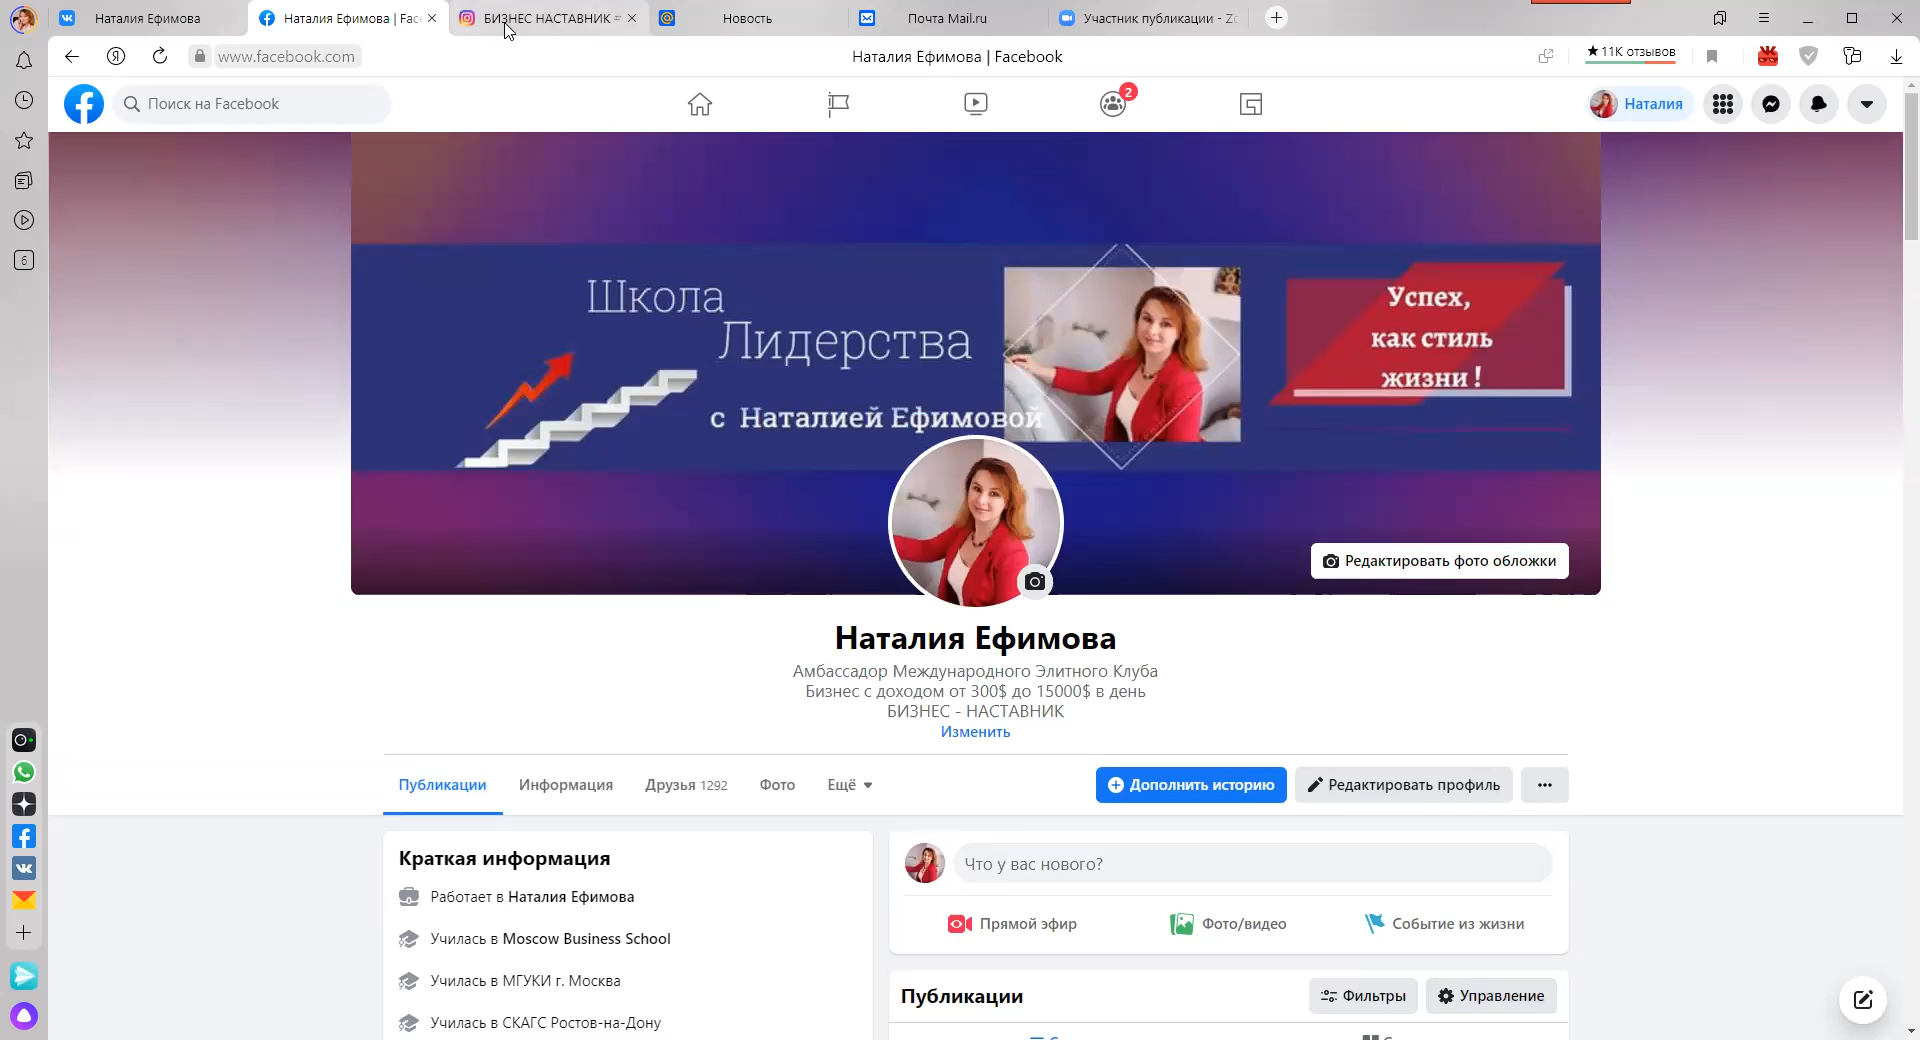 Наталия Ефимова
Наталия Ефимова | Fac
БИЗНЕС НАСТАВНИК
Новость
Почта Mail.ru
Участник публикации - Zo
www.facebook.com
Наталия Ефимова | Facebook
★11К отзывов
Поиск на Facebook
2
Наталия
6
Школа
Лидерства
с Наталией Ефимовой
Успех,
как стиль
жизни !
Редактировать фото обложки
Наталия Ефимова
Амбассадор Международного Элитного Клуба
Бизнес с доходом от 300$ до 15000$ в день
БИЗНЕС - НАСТАВНИК
Изменить
Публикации
Информация
Друзья 1292
Фото
Ещё
Дополнить историю
Редактировать профиль
Краткая информация
Работает в Наталия Ефимова
Училась в Moscow Business School
Училась в МГУКИ г. Москва
Училась в СКАГС Ростов-на-Дону
Что у вас нового?
Прямой эфир
Фото/видео
Событие из жизни
Публикации
Фильтры
Управление